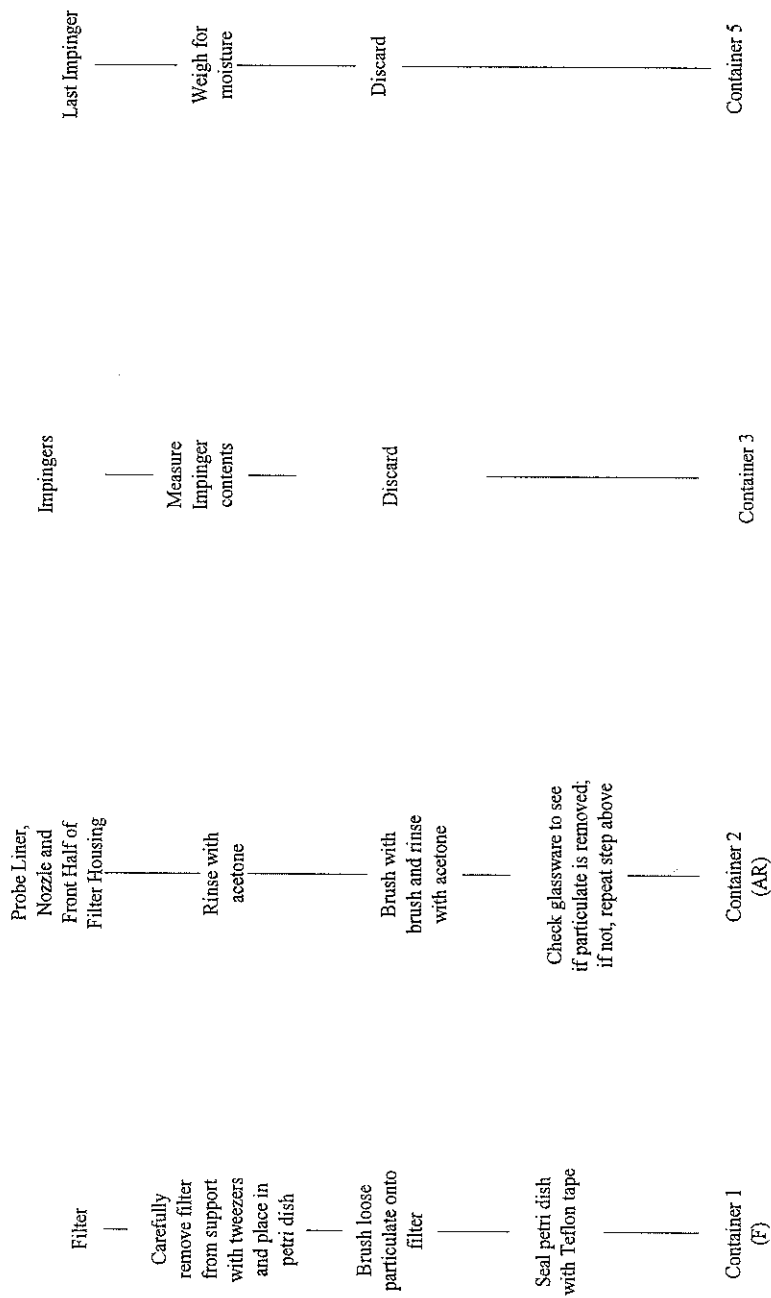 Filter
Carefully
remove filter
from support
with tweezers
and place in
petri dish
Brush loose
particulate onto
filter
Seal petri dish
with Teflon tape
Container 1
(F)
Probe Liner,
Nozzle and
Front Half of
Filter Housing
Rinse with
acetone
Brush with
brush and rinse
with acetone
Check glassware to see
if particulate is removed;
if not, repeat step above
Container 2
(AR)
Impingers
Measure
Impinger
contents
Discard
Container 3
Last Impinger
Weigh for
moisture
Discard
Container 5